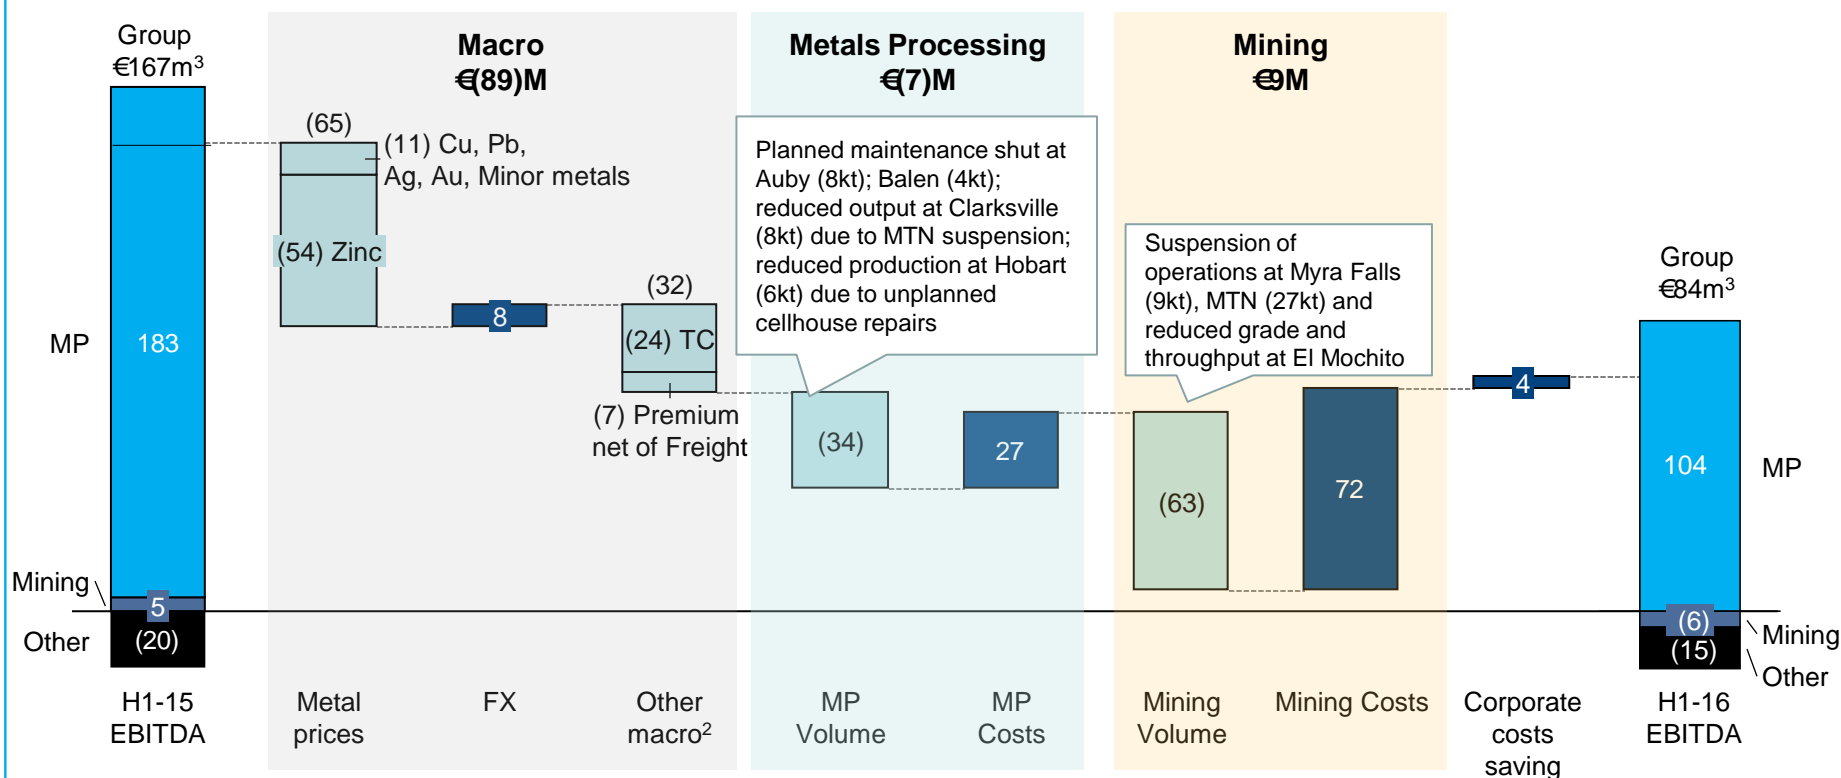 Group
€167m³
Macro
€(89)M
Metals Processing
€(7)M
Mining
€9M
(65)
(11) Cu, Pb,
Ag, Au, Minor metals
(54) Zinc
8
(32)
(24) TC
(7) Premium
net of Freight
Planned maintenance shut at
Auby (8kt); Balen (4kt);
reduced output at Clarksville
(8kt) due to MTN suspension;
reduced production at Hobart
(6kt) due to unplanned
cellhouse repairs
Suspension of
operations at Myra Falls
(9kt), MTN (27kt) and
reduced grade and
throughput at El Mochito
Group
€84m³
MP
183
(34)
27
(63)
72
4
104
MP
Mining
5
Other
(20)
(6)
Mining
(15)
Other
H1-15
EBITDA
Metal
prices
FX
Other
macro²
MP
Volume
MP
Costs
Mining
Volume
Mining Costs
Corporate
costs
saving
H1-16
EBITDA